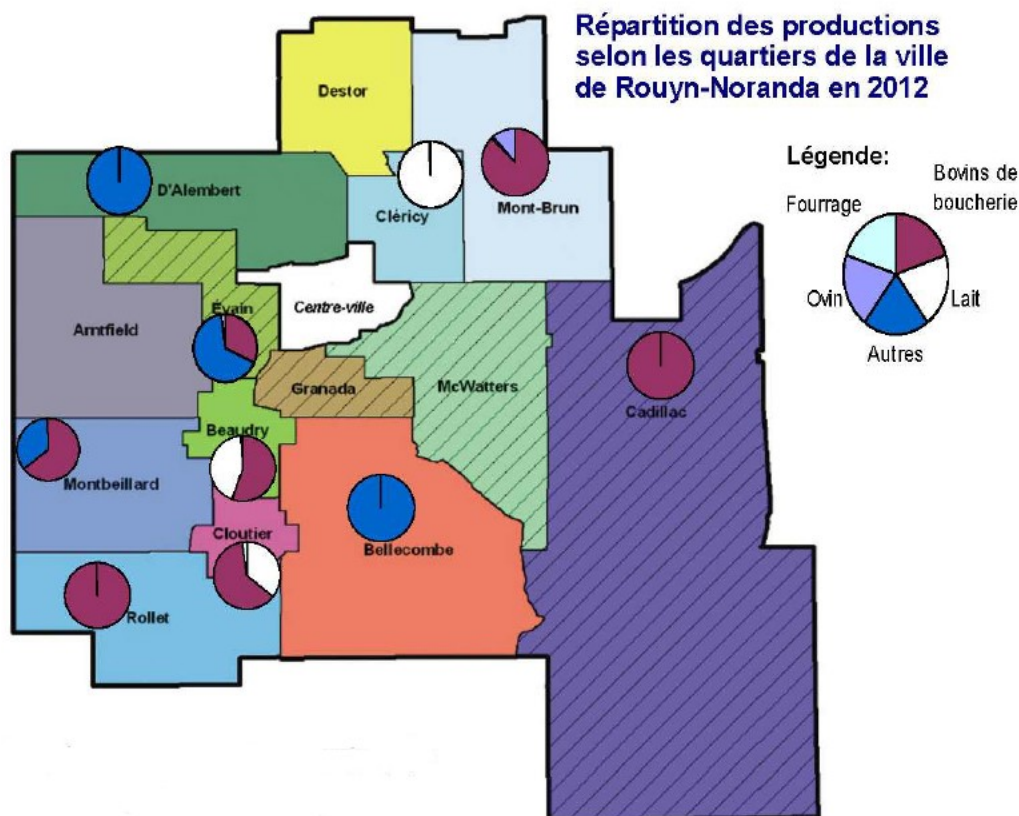 Répartition des productions
selon les quartiers de la ville
de Rouyn-Noranda en 2012
Légende:
Bovins de
boucherie
Fourrage
Ovin
Lait
Autres
Destor
D'Alembert
Cléricy
Mont-Brun
Evain
Centre-ville
Arntfield
Granada
McWatters
Cadillac
Beaudry
Montbeillard
Cloutier
Bellecombe
Rollet